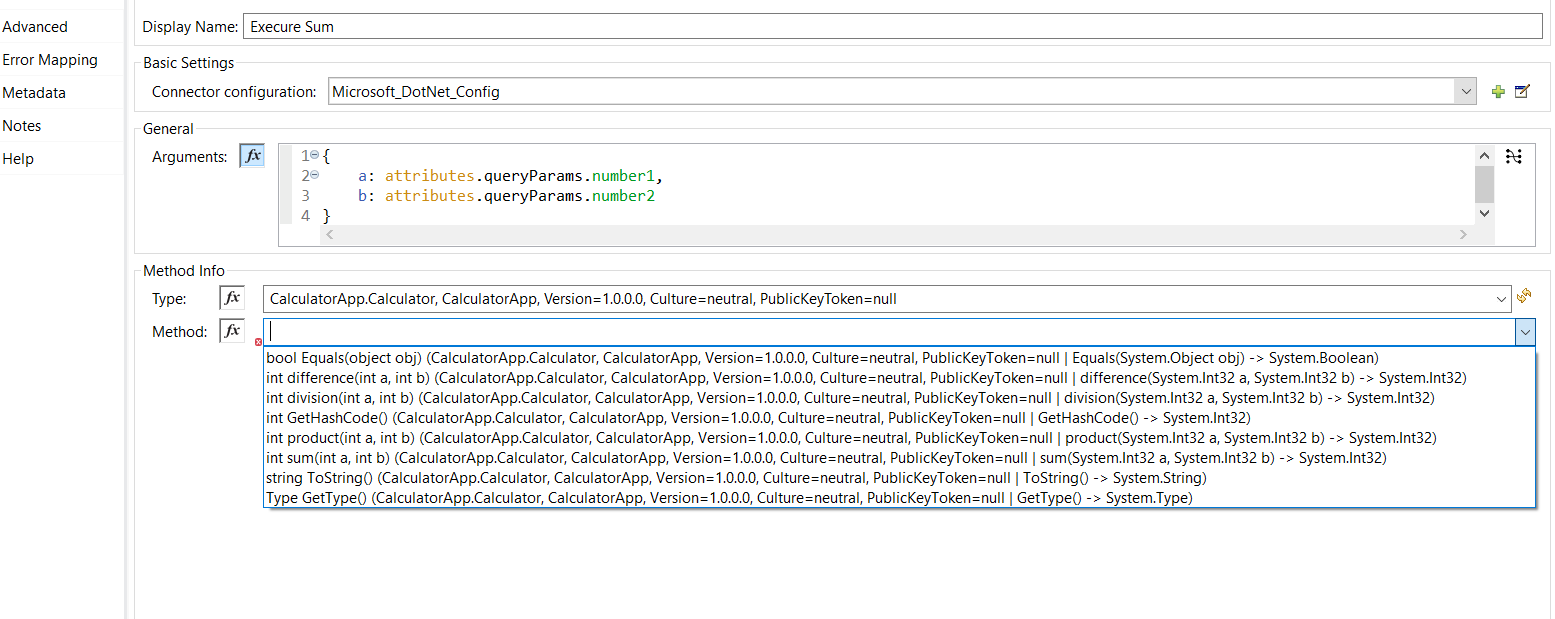 Advanced
Error Mapping
Metadata
Notes
Help
Display Name: Execure Sum
Basic Settings
Connector configuration: Microsoft_DotNet_Config
General
Arguments: fx
1 {
2 a: attributes.queryParams.number1,
3 b: attributes.queryParams.number2
4 }
Method Info
Type: fx CalculatorApp.Calculator, CalculatorApp, Version=1.0.0.0, Culture=neutral, PublicKeyToken=null
Method: fx
bool Equals(object obj) (CalculatorApp.Calculator, CalculatorApp, Version=1.0.0.0, Culture=neutral, PublicKeyToken=null | Equals(System.Object obj) -> System.Boolean)
int difference(int a, int b) (CalculatorApp.Calculator, CalculatorApp, Version=1.0.0.0, Culture=neutral, PublicKeyToken=null | difference(System.Int32 a, System.Int32 b) -> System.Int32)
int division(int a, int b) (CalculatorApp.Calculator, CalculatorApp, Version=1.0.0.0, Culture=neutral, PublicKeyToken=null | division(System.Int32 a, System.Int32 b) -> System.Int32)
int GetHashCode() (CalculatorApp.Calculator, CalculatorApp, Version=1.0.0.0, Culture=neutral, PublicKeyToken=null | GetHashCode() -> System.Int32)
int product(int a, int b) (CalculatorApp.Calculator, CalculatorApp, Version=1.0.0.0, Culture=neutral, PublicKeyToken=null | product(System.Int32 a, System.Int32 b) -> System.Int32)
int sum(int a, int b) (CalculatorApp.Calculator, CalculatorApp, Version=1.0.0.0, Culture=neutral, PublicKeyToken=null | sum(System.Int32 a, System.Int32 b) -> System.Int32)
string ToString() (CalculatorApp.Calculator, CalculatorApp, Version=1.0.0.0, Culture=neutral, PublicKeyToken=null | ToString() -> System.String)
Type GetType() (CalculatorApp.Calculator, CalculatorApp, Version=1.0.0.0, Culture=neutral, PublicKeyToken=null | GetType() -> System.Type)